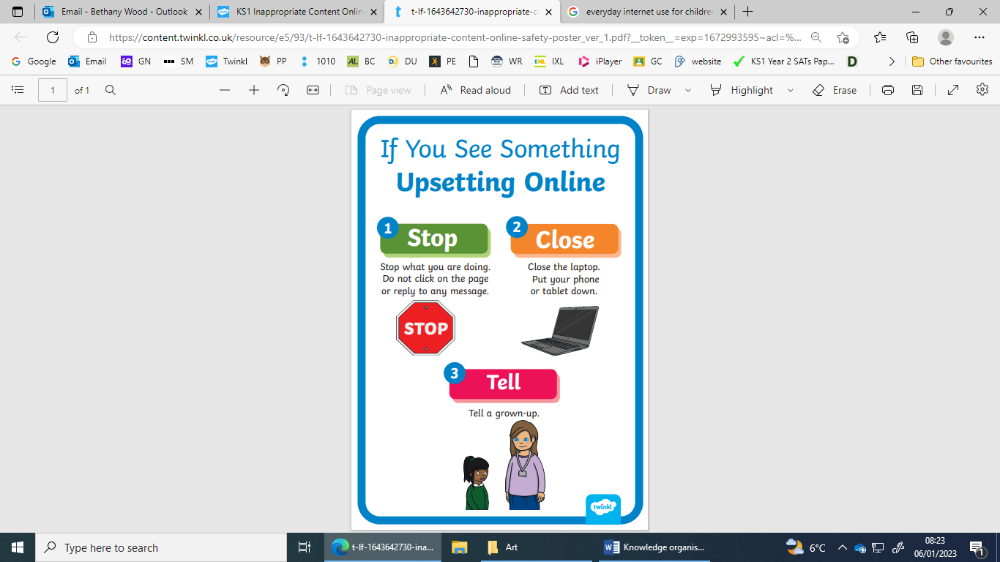 Email - Bethany Wood - Outlook
KS1 Inappropriate Content Onlin
t-lf-1643642730-inappropriate-c
everyday internet use for childre
https://content.twinkl.co.uk/resource/e5/93/t-lf-1643642730-inappropriate-content-online-safety-poster_ver_1.pdf?__token__=exp=1672993595~acl=%...
Google
Email
GN
SM
Twinkl
PP
1010
BC
DU
PE
WR
IXL
iPlayer
GC
website
KS1 Year 2 SATs Pap...
D
Other favourites
1 of 1
Page view
Read aloud
Add text
Draw
Highlight
Erase
If You See Something
Upsetting Online
1
Stop
Stop what you are doing.
Do not click on the page
or reply to any message.
STOP
2
Close
Close the laptop.
Put your phone
or tablet down.
3
Tell
Tell a grown-up.
twinkl
Type here to search
t-lf-1643642730-ina...
Art
Knowledge organis...
6°C
08:23
06/01/2023
1